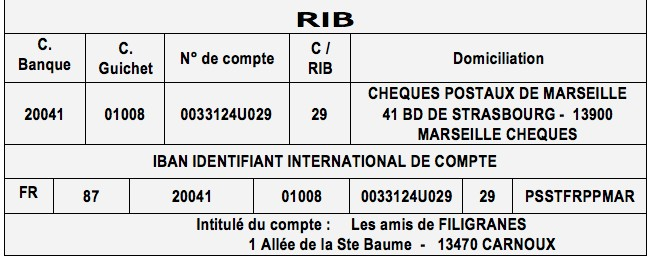 RIB
C. Banque C. Guichet N° de compte C / RIB Domiciliation
20041 01008 0033124U029 29 CHEQUES POSTAUX DE MARSEILLE
41 BD DE STRASBOURG - 13900
MARSEILLE CHEQUES
IBAN IDENTIFIANT INTERNATIONAL DE COMPTE
FR 87 20041 01008 0033124U029 29 PSSTFRPPMAR
Intitulé du compte : Les amis de FILIGRANES
1 Allée de la Ste Baume - 13470 CARNOUX